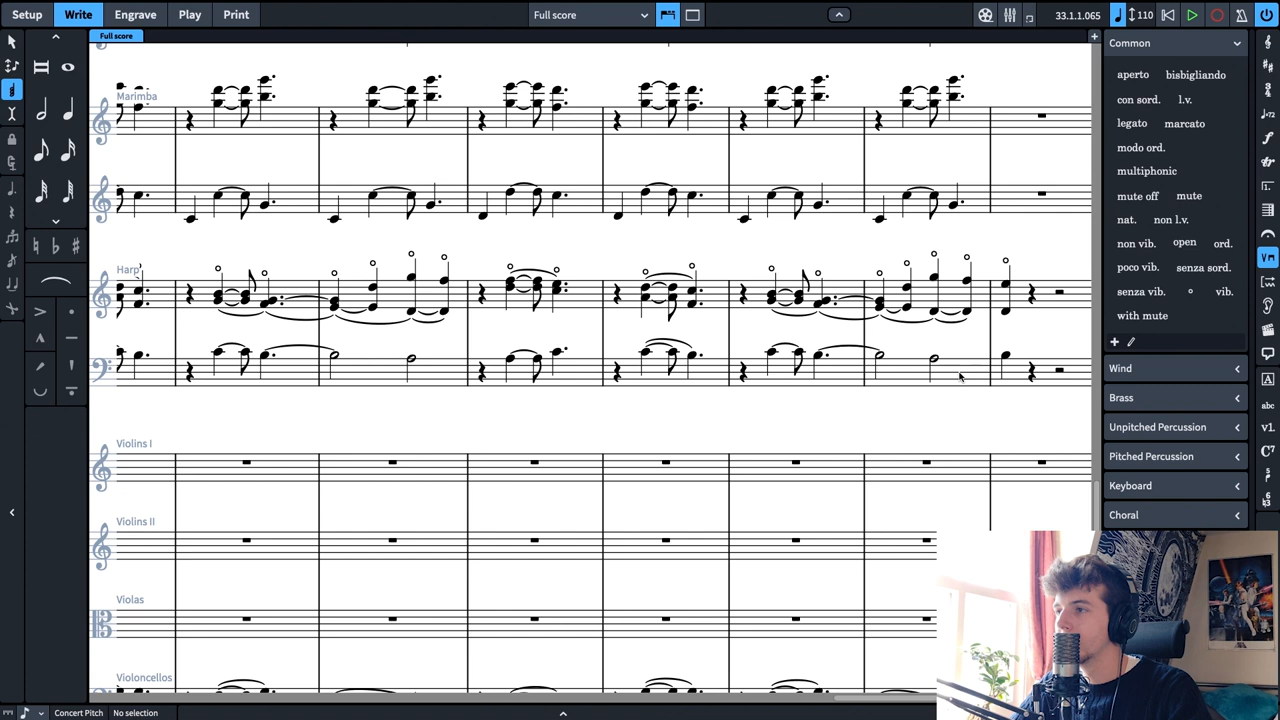 Setup Write Engrave Play Print Full score 33.1.1.065 110
Full score
Common
aperto bisbigliando
con sord. l.v.
legato marcato
modo ord.
multiphonic
mute off mute
nat. non l.v.
non vib. open ord.
poco vib. senza sord.
senza vib. vib.
with mute
Wind
Brass
Unpitched Percussion
Pitched Percussion
Keyboard
Choral
Marimba
Harp
Violins I
Violins II
Violas
Violoncellos
Concert Pitch No selection